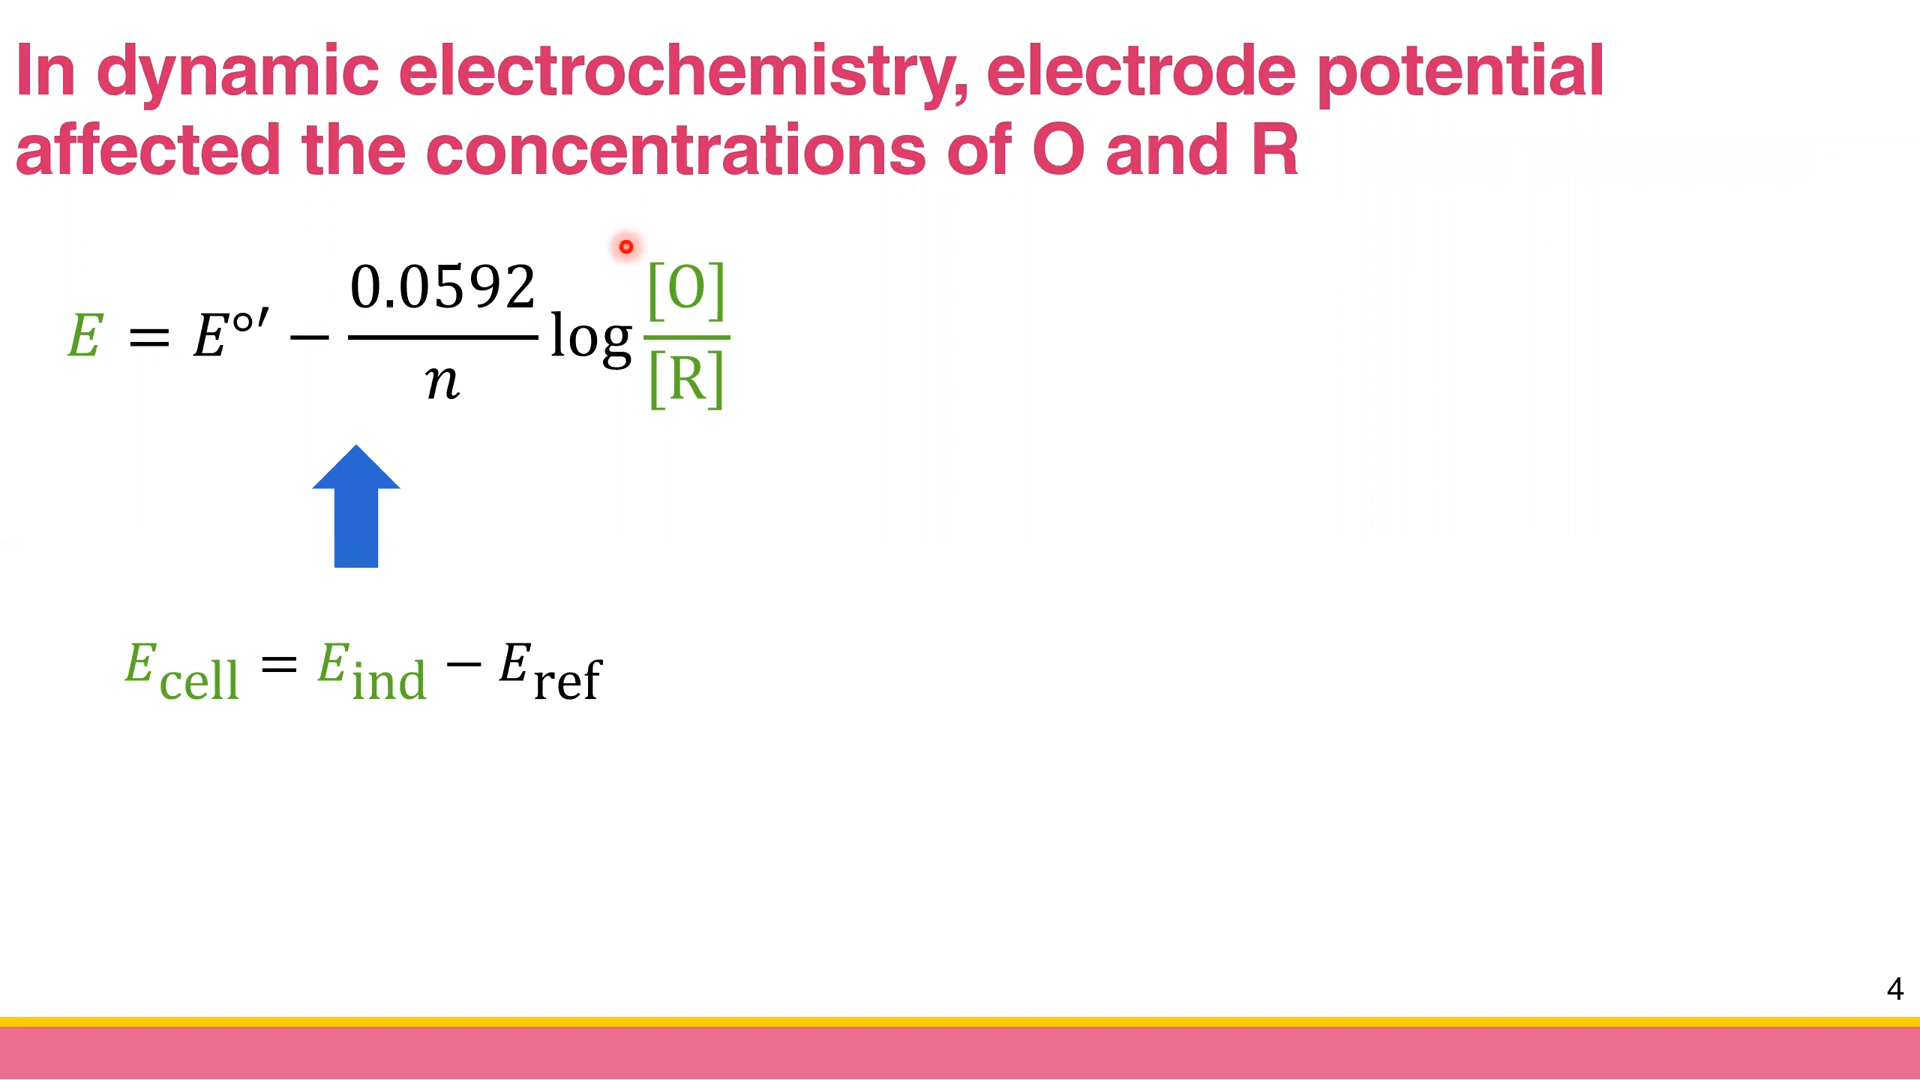 In dynamic electrochemistry, electrode potential
affected the concentrations of O and R
E = E°′ − 0.0592/n log [O]/[R]
E_cell = E_ind − E_ref
4